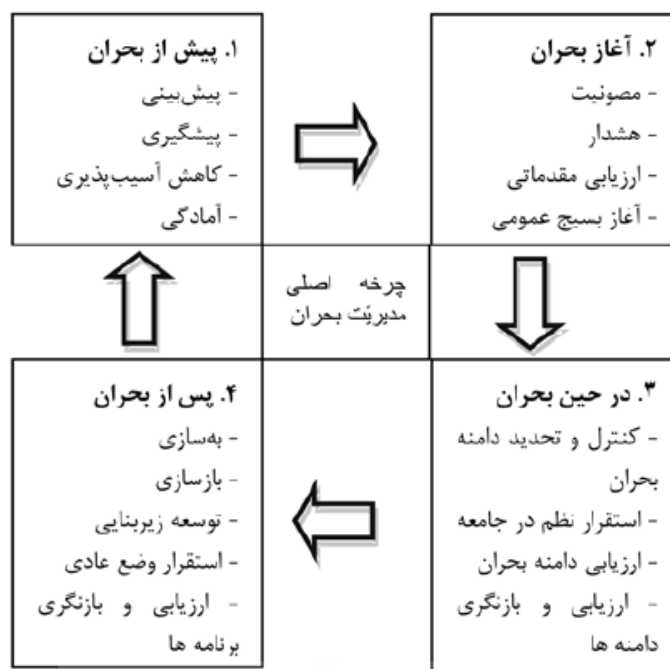 ۱. پیش از بحران
- پیش‌بینی
- پیشگیری
- کاهش آسیب‌پذیری
- آمادگی
۲. آغاز بحران
- مصونیت
- هشدار
- ارزیابی مقدماتی
- آغاز بسیج عمومی
چرخه اصلی
مدیریّت بحران
۳. در حین بحران
- کنترل و تحدید دامنه
بحران
- استقرار نظم در جامعه
- ارزیابی دامنه بحران
- ارزیابی و بازنگری
دامنه ها
۴. پس از بحران
- به‌سازی
- بازسازی
- توسعه زیربنایی
- استقرار وضع عادی
- ارزیابی و بازنگری
برنامه ها